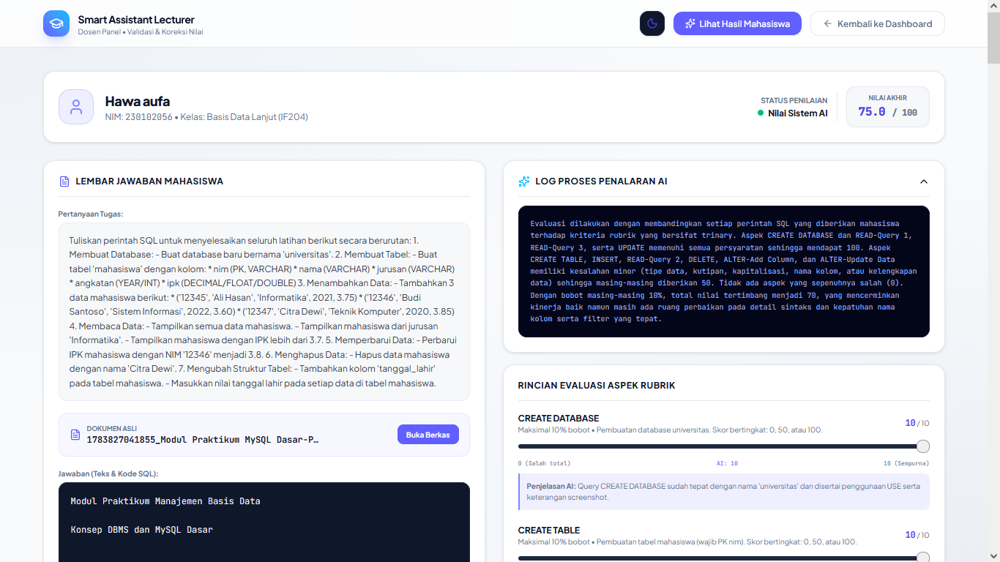 Smart Assistant Lecturer
Dosen Panel • Validasi & Koreksi Nilai
Lihat Hasil Mahasiswa
Kembali ke Dashboard
Hawa aufa
NIM: 230102056 • Kelas: Basis Data Lanjut (IF2O4)
STATUS PENILAIAN
Nilai Sistem AI
NILAI AKHIR
75.0 / 100
LEMBAR JAWABAN MAHASISWA
Pertanyaan Tugas:
Tuliskan perintah SQL untuk menyelesaikan seluruh latihan berikut secara berurutan: 1.
Membuat Database: - Buat database baru bernama 'universitas'. 2. Membuat Tabel: - Buat
tabel 'mahasiswa' dengan kolom: * nim (PK, VARCHAR) * nama (VARCHAR) * jurusan (VARCHAR)
* angkatan (YEAR/INT) * ipk (DECIMAL/FLOAT/DOUBLE) 3. Menambahkan Data: - Tambahkan 3
data mahasiswa berikut: * ('12345', 'Ali Hasan', 'Informatika', 2021, 3.75) * ('12346', 'Budi
Santoso', 'Sistem Informasi', 2022, 3.60) * ('12347', 'Citra Dewi', 'Teknik Komputer', 2020, 3.85)
4. Membaca Data: - Tampilkan semua data mahasiswa. - Tampilkan mahasiswa dari jurusan
'Informatika'. - Tampilkan mahasiswa dengan IPK lebih dari 3.7. 5. Memperbarui Data: - Perbarui
IPK mahasiswa dengan NIM '12346' menjadi 3.8. 6. Menghapus Data: - Hapus data mahasiswa
dengan nama 'Citra Dewi'. 7. Mengubah Struktur Tabel: - Tambahkan kolom 'tanggal_lahir'
pada tabel mahasiswa. - Masukkan nilai tanggal lahir pada setiap data di tabel mahasiswa.
DOKUMEN ASLI
1783827041855_Modul Praktikum MySQL Dasar-P…
Buka Berkas
Jawaban (Teks & Kode SQL):
Modul Praktikum Manajemen Basis Data
Konsep DBMS dan MySQL Dasar
LOG PROSES PENALARAN AI
Evaluasi dilakukan dengan membandingkan setiap perintah SQL yang diberikan mahasiswa
terhadap kriteria rubrik yang bersifat trinary. Aspek CREATE DATABASE dan READ-Query 1,
READ-Query 3, serta UPDATE memenuhi semua persyaratan sehingga mendapat 100. Aspek
CREATE TABLE, INSERT, READ-Query 2, DELETE, ALTER-Add Column, dan ALTER-Update Data
memiliki kesalahan minor (tipe data, kutipan, kapitalisasi, nama kolom, atau kelengkapan
data) sehingga masing-masing diberikan 50. Tidak ada aspek yang sepenuhnya salah (0).
Dengan bobot masing-masing 10%, total nilai tertimbang menjadi 70, yang mencerminkan
kinerja baik namun masih ada ruang perbaikan pada detail sintaks dan kepatuhan nama
kolom serta filter yang tepat.
RINCIAN EVALUASI ASPEK RUBRIK
CREATE DATABASE
10 / 10
Maksimal 10% bobot • Pembuatan database universitas. Skor bertingkat: 0, 50, atau 100.
0 (Salah total)
AI: 10
10 (Sempurna)
Penjelasan AI: Query CREATE DATABASE sudah tepat dengan nama 'universitas' dan disertai penggunaan USE serta
keterangan screenshot.
CREATE TABLE
10 / 10
Maksimal 10% bobot • Pembuatan tabel mahasiswa (wajib PK nim). Skor bertingkat: 0, 50, atau 100.